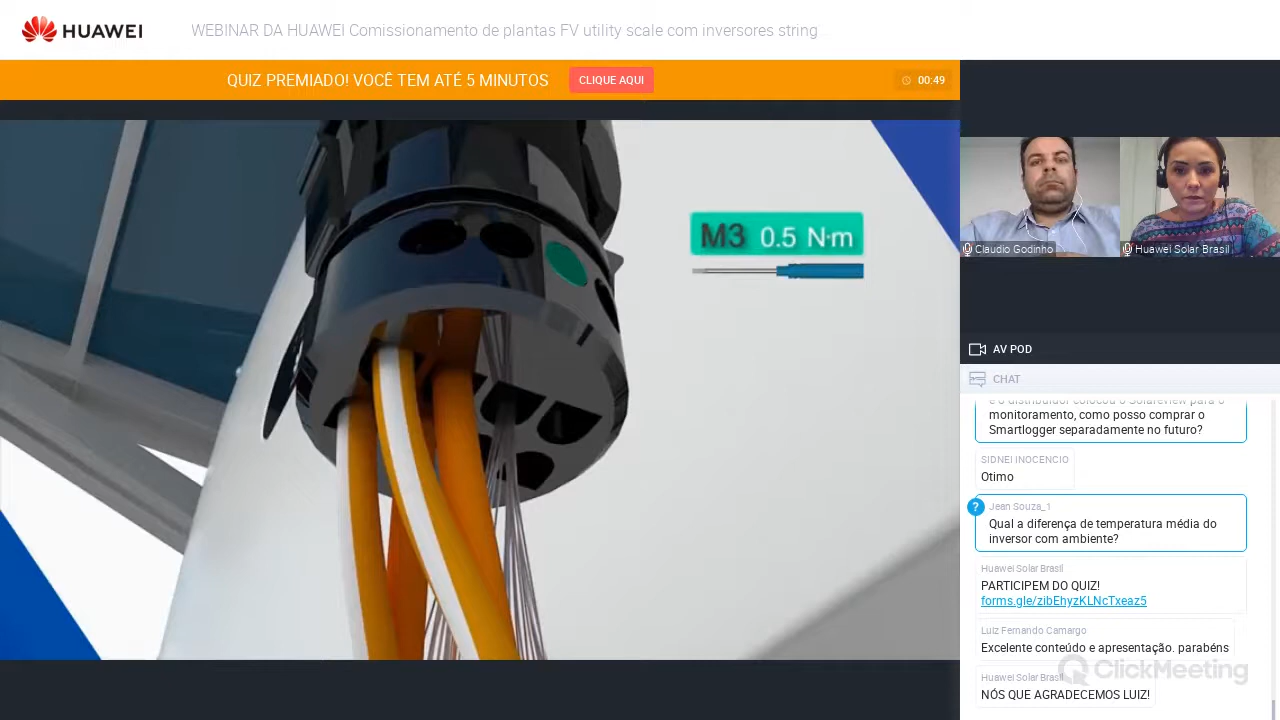 HUAWEI
WEBINAR DA HUAWEI Comissionamento de plantas FV utility scale com inversores string
QUIZ PREMIADO! VOCÊ TEM ATÉ 5 MINUTOS
CLIQUE AQUI
00:49
M3 0.5 N·m
Claudio Godinho
Huawei Solar Brasil
AV POD
CHAT
e o distribuidor colocou o Solareview para o
monitoramento, como posso comprar o
Smartlogger separadamente no futuro?
SIDNEI INOCENCIO
Otimo
?
Jean Souza_1
Qual a diferença de temperatura média do
inversor com ambiente?
Huawei Solar Brasil
PARTICIPEM DO QUIZ!
forms.gle/zibEhyzKLNcTxeaz5
Luiz Fernando Camargo
Excelente conteúdo e apresentação. parabéns
ClickMeeting
Huawei Solar Brasil
NÓS QUE AGRADECEMOS LUIZ!